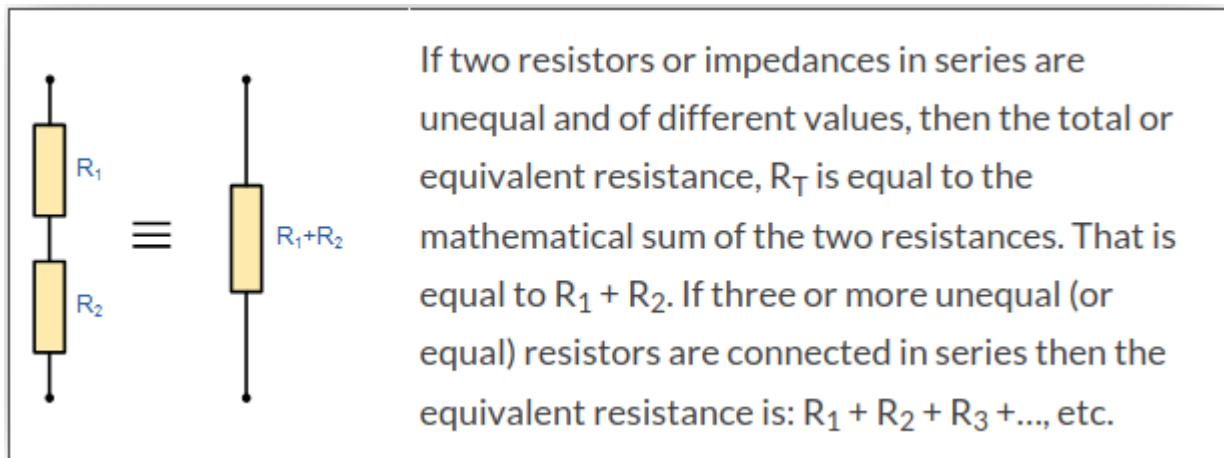 R₁
R₂
R₁+R₂
If two resistors or impedances in series are
unequal and of different values, then the total or
equivalent resistance, R_T is equal to the
mathematical sum of the two resistances. That is
equal to R₁ + R₂. If three or more unequal (or
equal) resistors are connected in series then the
equivalent resistance is: R₁ + R₂ + R₃ +..., etc.